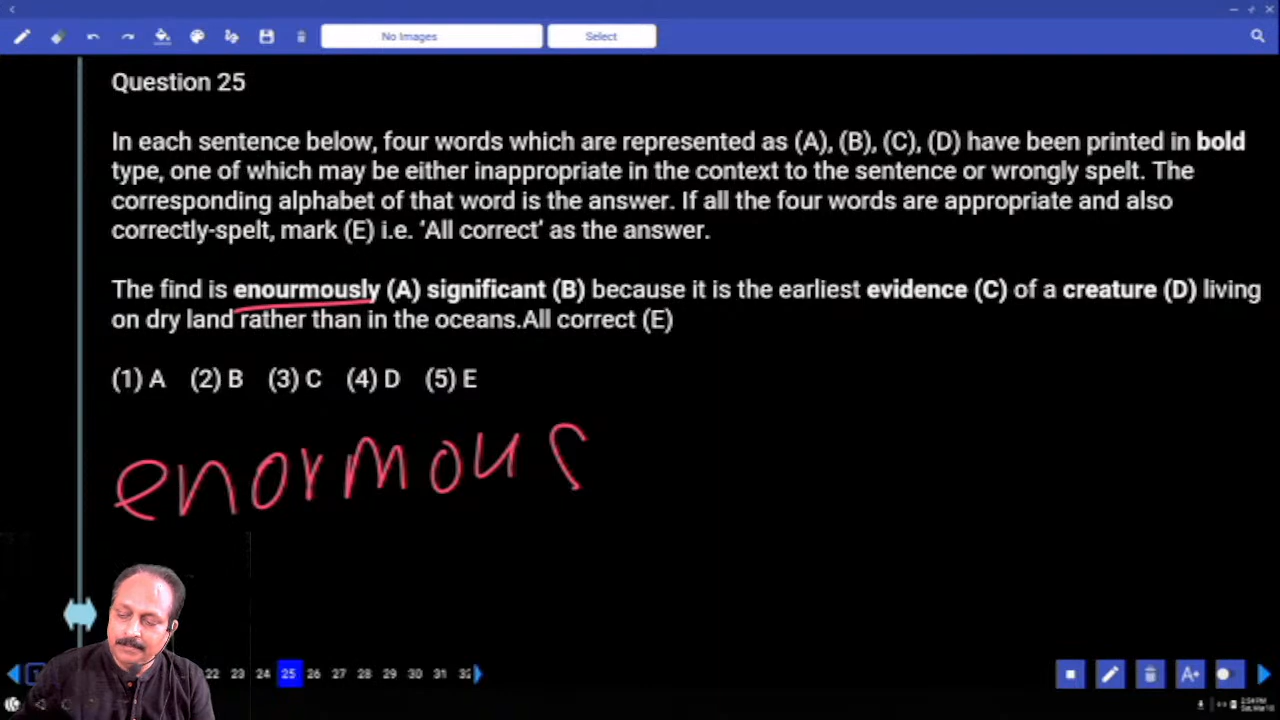 No Images
Select
Question 25
In each sentence below, four words which are represented as (A), (B), (C), (D) have been printed in bold
type, one of which may be either inappropriate in the context to the sentence or wrongly spelt. The
corresponding alphabet of that word is the answer. If all the four words are appropriate and also
correctly-spelt, mark (E) i.e. ‘All correct’ as the answer.
The find is enourmously (A) significant (B) because it is the earliest evidence (C) of a creature (D) living
on dry land rather than in the oceans.All correct (E)
(1) A (2) B (3) C (4) D (5) E
enormous
22 23 24 25 26 27 28 29 30 31
A+